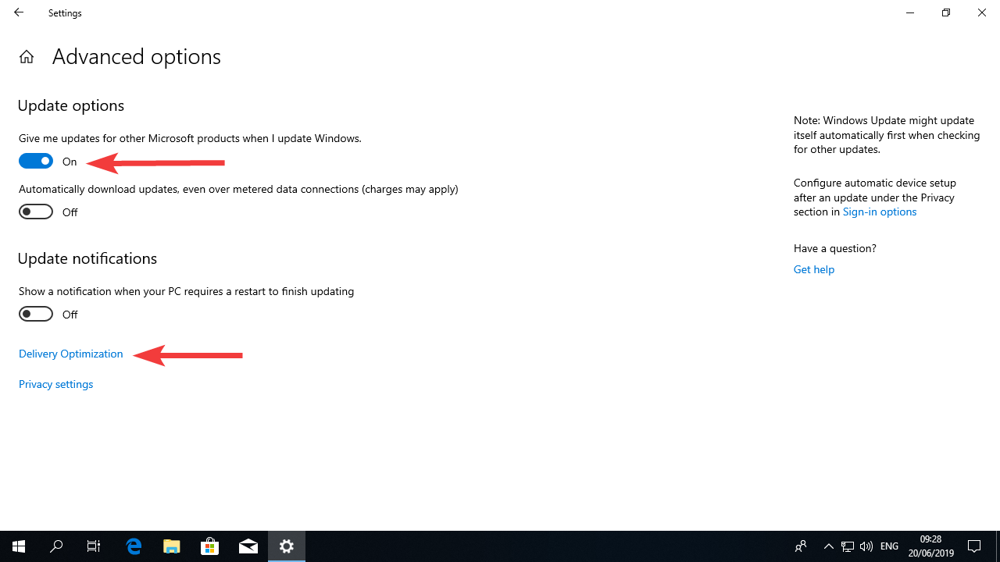 Settings
Advanced options
Update options
Give me updates for other Microsoft products when I update Windows.
On
Automatically download updates, even over metered data connections (charges may apply)
Off
Update notifications
Show a notification when your PC requires a restart to finish updating
Off
Delivery Optimization
Privacy settings
Note: Windows Update might update
itself automatically first when checking
for other updates.
Configure automatic device setup
after an update under the Privacy
section in Sign-in options
Have a question?
Get help
ENG
09:28
20/06/2019